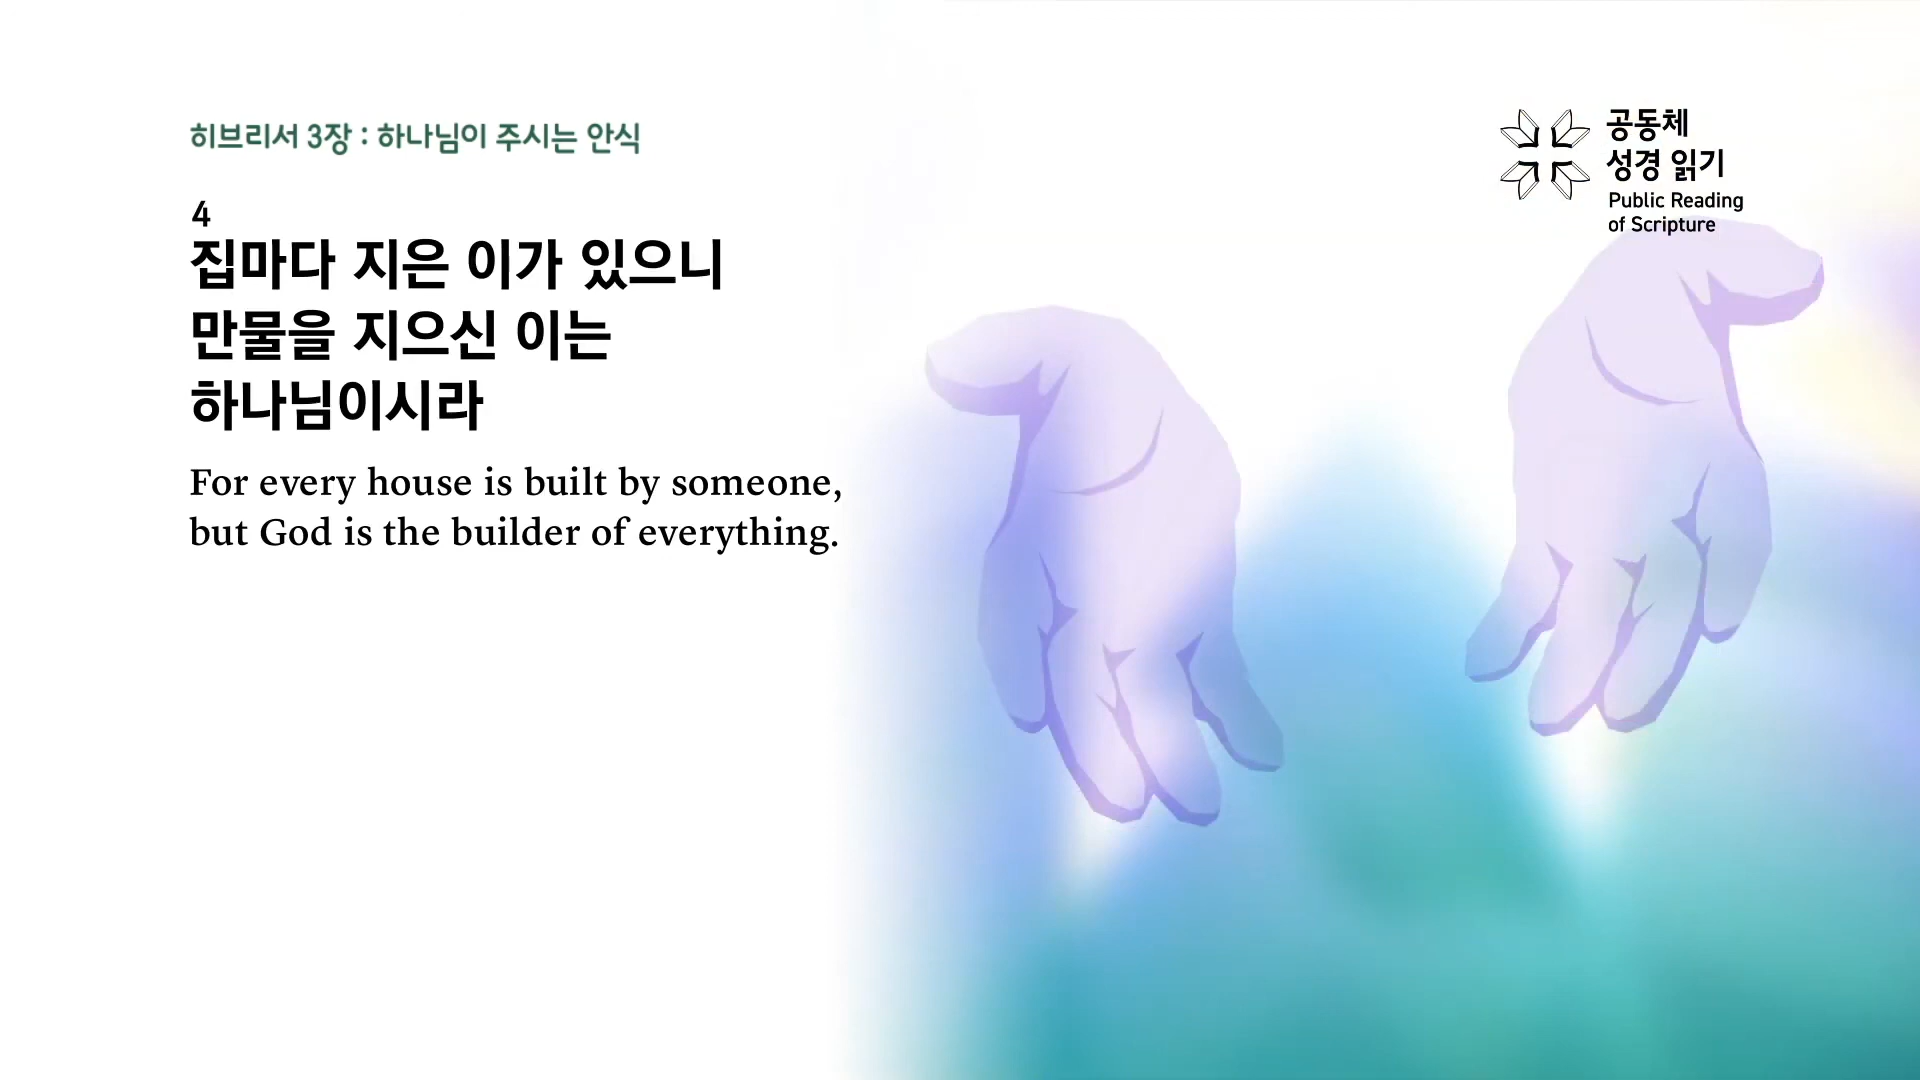 히브리서 3장 : 하나님이 주시는 안식
4
집마다 지은 이가 있으니
만물을 지으신 이는
하나님이시라
For every house is built by someone,
but God is the builder of everything.
공동체
성경 읽기
Public Reading
of Scripture